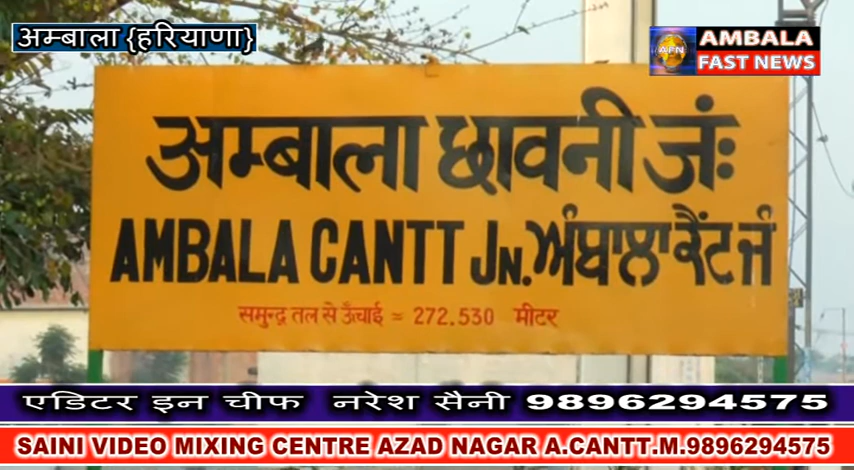 अम्बाला {हरियाणा}
AMBALA
FAST NEWS
अम्बाला छावनी जंः
AMBALA CANTT JN. ਅੰਬਾਲਾ ਕੈਂਟ ਜੰ
समुन्द्र तल से ऊँचाई = 272.530 मीटर
एडिटर इन चीफ नरेश सैनी 9896294575
SAINI VIDEO MIXING CENTRE AZAD NAGAR A.CANTT.M.9896294575